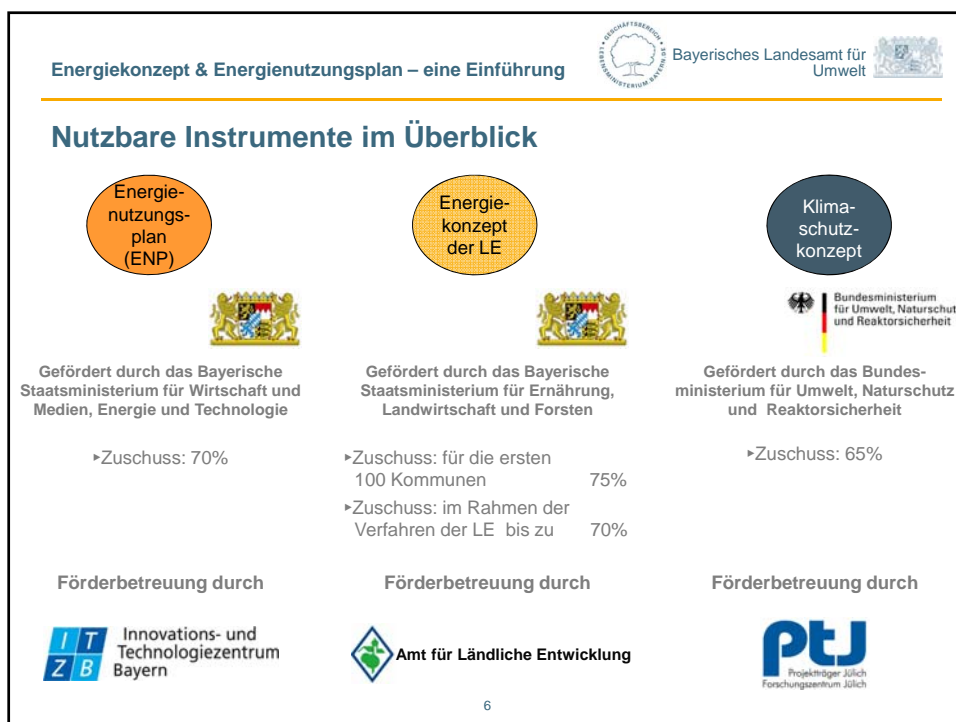 Energiekonzept & Energienutzungsplan – eine Einführung
GESCHÄFTSBEREICH
LEBENSMINISTERIUM BAYERN.DE
Bayerisches Landesamt für
Umwelt
Nutzbare Instrumente im Überblick
Energie-
nutzungs-
plan
(ENP)
Energie-
konzept
der LE
Klima-
schutz-
konzept
Bundesministerium
für Umwelt, Naturschut
und Reaktorsicherheit
Gefördert durch das Bayerische
Staatsministerium für Wirtschaft und
Medien, Energie und Technologie
Gefördert durch das Bayerische
Staatsministerium für Ernährung,
Landwirtschaft und Forsten
Gefördert durch das Bundes-
ministerium für Umwelt, Naturschutz
und Reaktorsicherheit
▸Zuschuss: 70%
▸Zuschuss: für die ersten
100 Kommunen 75%
▸Zuschuss: im Rahmen der
Verfahren der LE bis zu 70%
▸Zuschuss: 65%
Förderbetreuung durch
Förderbetreuung durch
Förderbetreuung durch
I T
Z B
Innovations- und
Technologiezentrum
Bayern
Amt für Ländliche Entwicklung
PtJ
Projektträger Jülich
Forschungszentrum Jülich
6